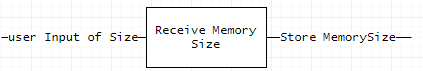 user Input of Size
Receive Memory
Size
Store MemorySize